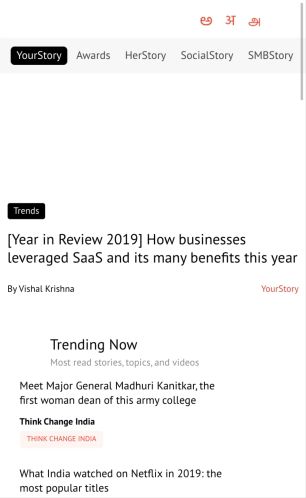 ಅ अ அ
YourStory Awards HerStory SocialStory SMBStory
Trends
[Year in Review 2019] How businesses
leveraged SaaS and its many benefits this year
By Vishal Krishna YourStory
Trending Now
Most read stories, topics, and videos
Meet Major General Madhuri Kanitkar, the
first woman dean of this army college
Think Change India
THINK CHANGE INDIA
What India watched on Netflix in 2019: the
most popular titles